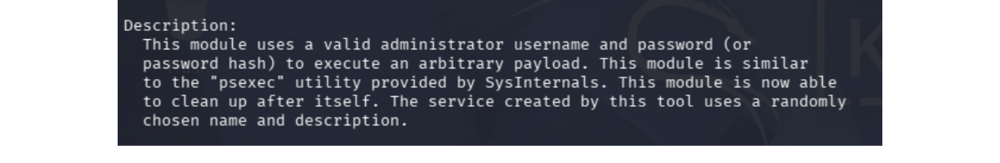 Description:
This module uses a valid administrator username and password (or
password hash) to execute an arbitrary payload. This module is similar
to the "psexec" utility provided by SysInternals. This module is now able
to clean up after itself. The service created by this tool uses a randomly
chosen name and description.
K